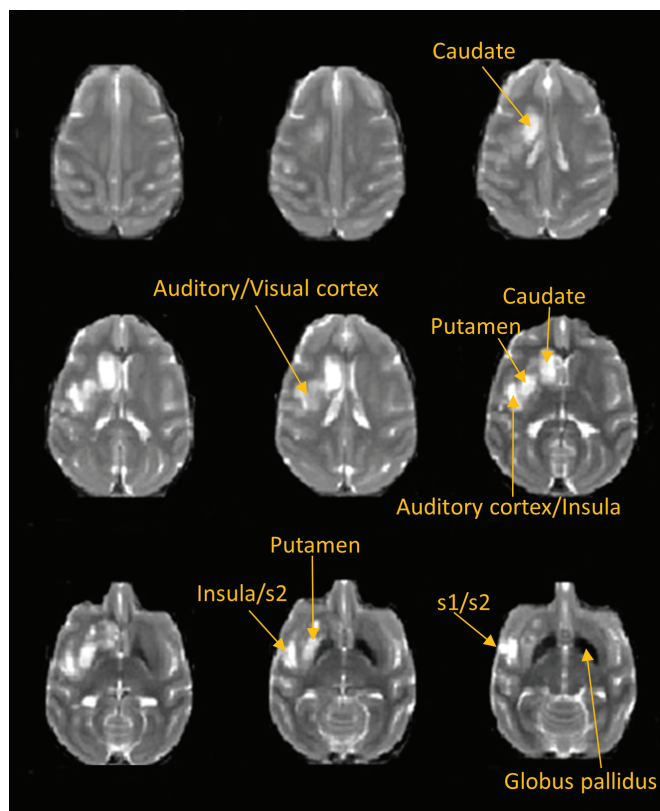 Caudate
Auditory/Visual cortex
Caudate
Putamen
Auditory cortex/Insula
Putamen
Insula/s2
s1/s2
Globus pallidus